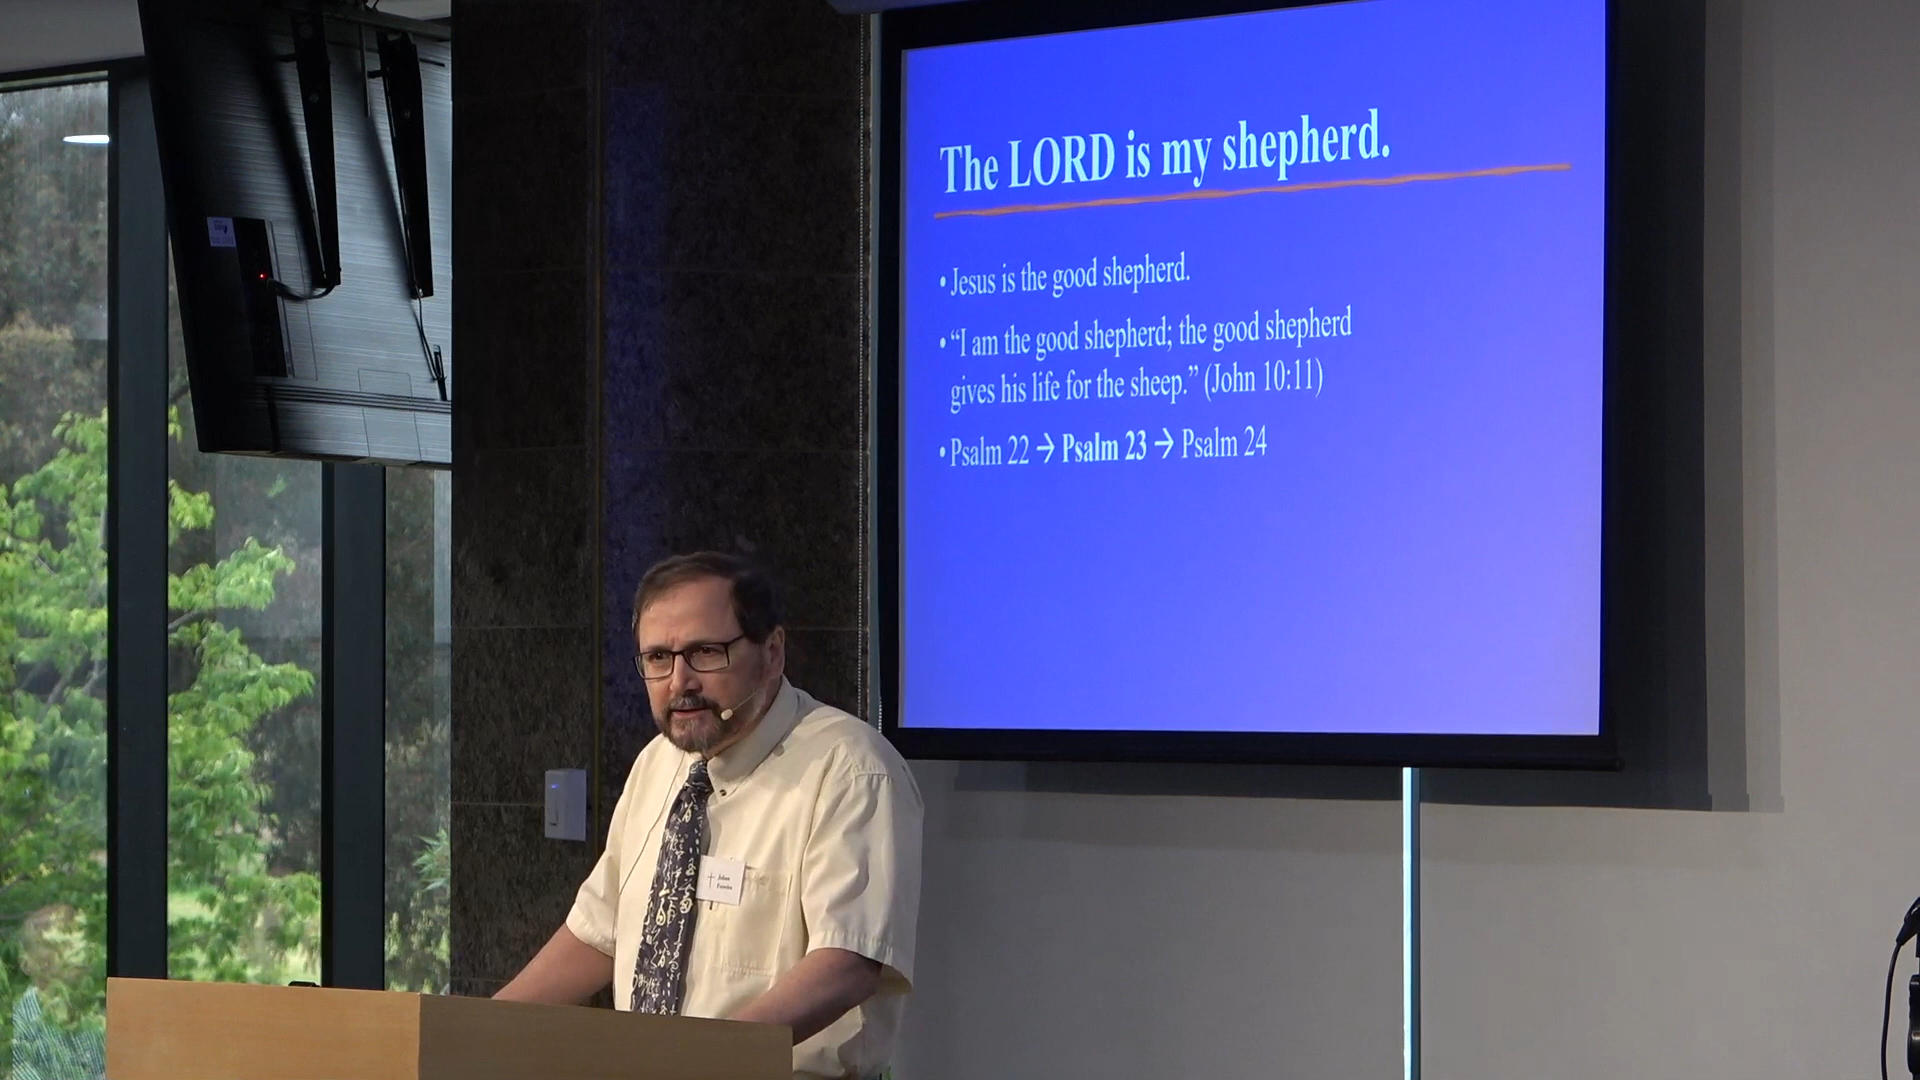 The LORD is my shepherd.
• Jesus is the good shepherd.
• “I am the good shepherd; the good shepherd
gives his life for the sheep.” (John 10:11)
• Psalm 22 → Psalm 23 → Psalm 24